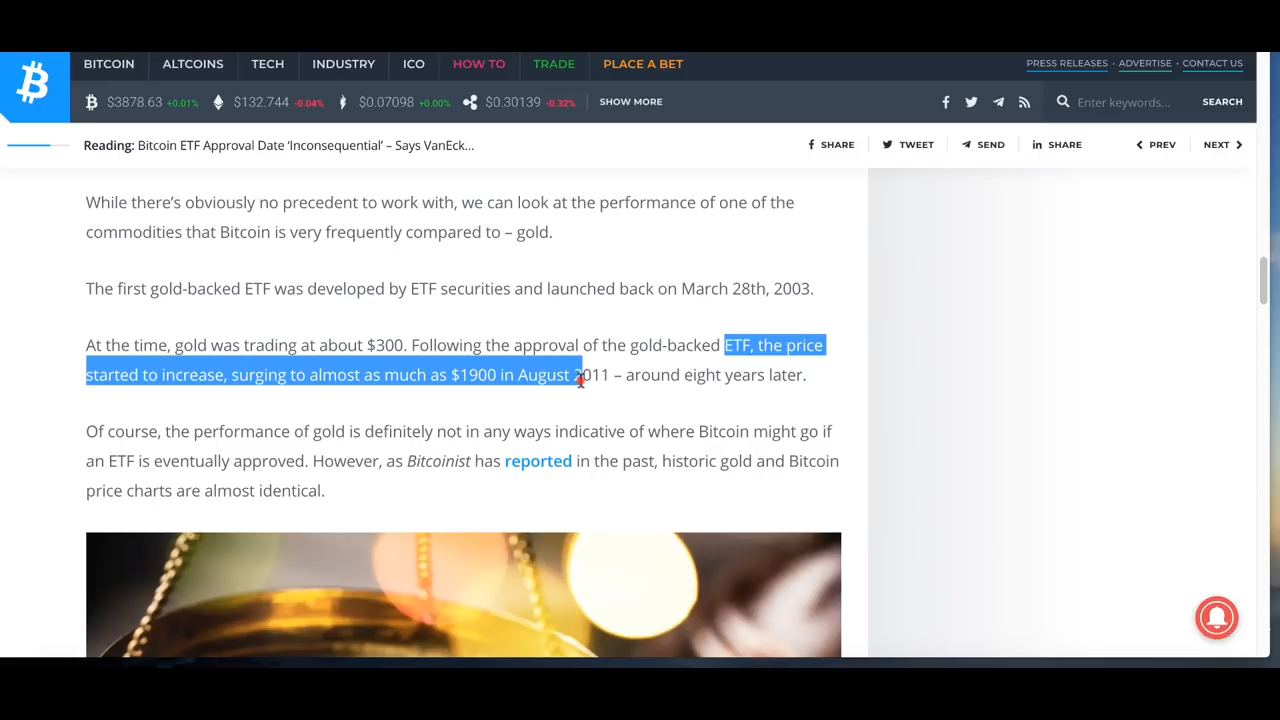 BITCOIN ALTCOINS TECH INDUSTRY ICO HOW TO TRADE PLACE A BET PRESS RELEASES · ADVERTISE · CONTACT US
$3878.63 +0.01% $132.744 -0.04% $0.07098 +0.00% $0.30139 -0.32% SHOW MORE Enter keywords... SEARCH
Reading: Bitcoin ETF Approval Date ‘Inconsequential’ – Says VanEck... SHARE TWEET SEND SHARE PREV NEXT
While there’s obviously no precedent to work with, we can look at the performance of one of the
commodities that Bitcoin is very frequently compared to – gold.
The first gold-backed ETF was developed by ETF securities and launched back on March 28th, 2003.
At the time, gold was trading at about $300. Following the approval of the gold-backed ETF, the price
started to increase, surging to almost as much as $1900 in August 2011 – around eight years later.
Of course, the performance of gold is definitely not in any ways indicative of where Bitcoin might go if
an ETF is eventually approved. However, as Bitcoinist has reported in the past, historic gold and Bitcoin
price charts are almost identical.